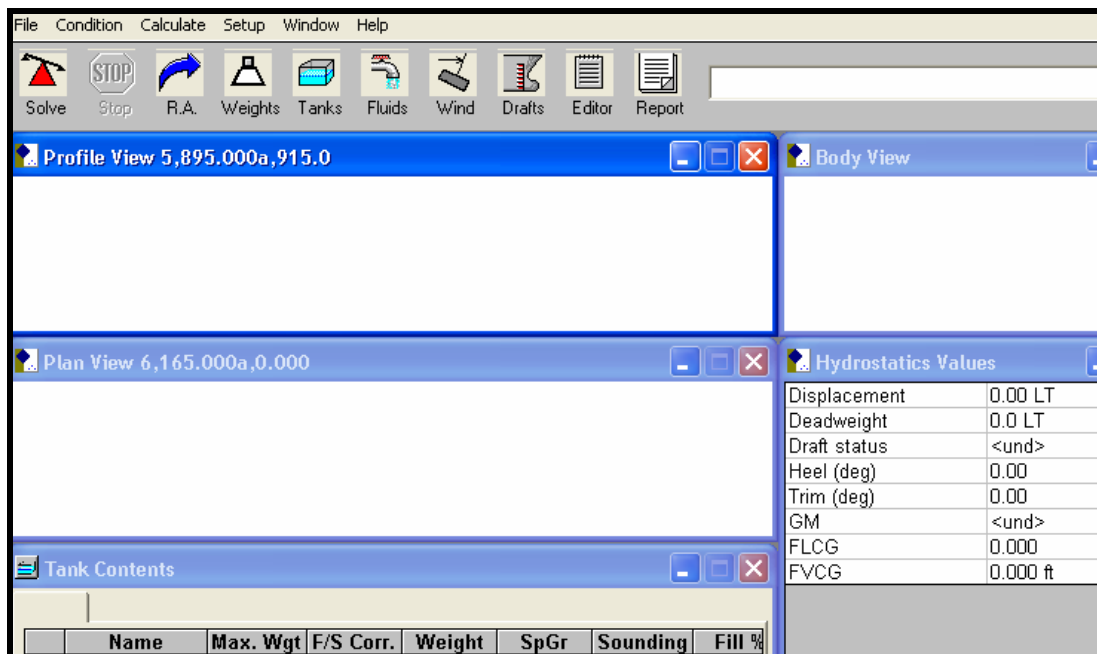 File Condition Calculate Setup Window Help
STOP
Solve Stop R.A. Weights Tanks Fluids Wind Drafts Editor Report
Profile View 5,895.000a,915.0
Body View
Plan View 6,165.000a,0.000
Hydrostatics Values
Displacement 0.00 LT
Deadweight 0.0 LT
Draft status <und>
Heel (deg) 0.00
Trim (deg) 0.00
GM <und>
FLCG 0.000
FVCG 0.000 ft
Tank Contents
Name Max. Wgt F/S Corr. Weight SpGr Sounding Fill %